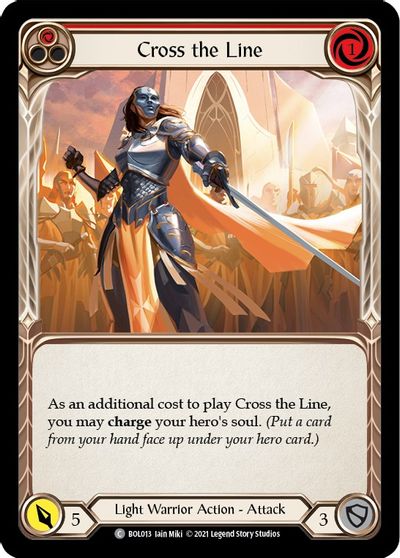 Cross the Line
1
As an additional cost to play Cross the Line,
you may charge your hero's soul. (Put a card
from your hand face up under your hero card.)
5
Light Warrior Action - Attack
3
C BOL013 Iain Miki © 2021 Legend Story Studios